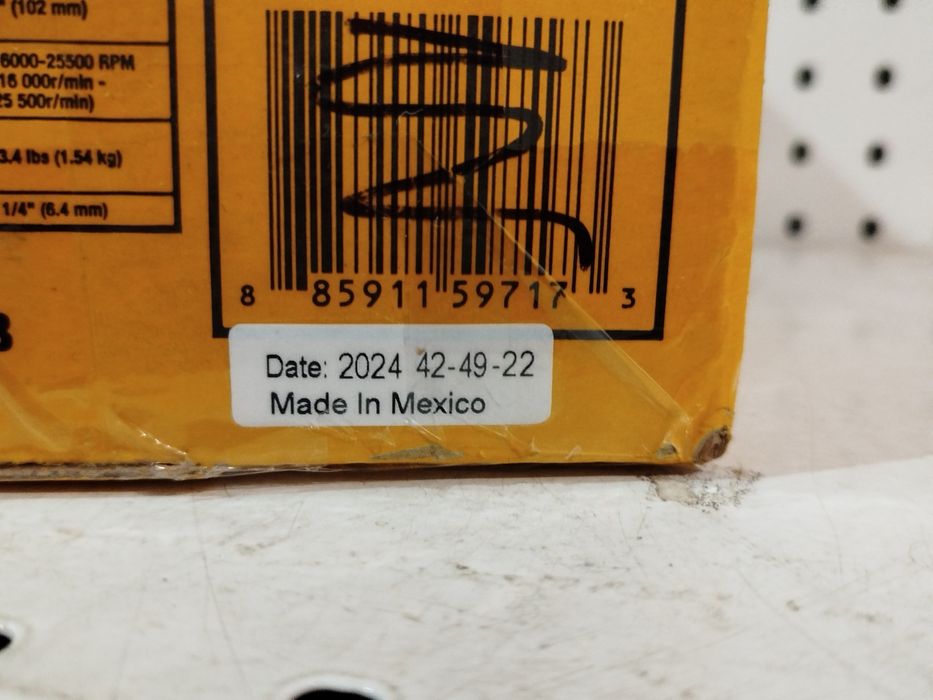 " (102 mm)
6000-25500 RPM
16 000r/min -
25 500r/min)
3.4 lbs (1.54 kg)
1/4" (6.4 mm)
8 85911 59717 3
Date: 2024 42-49-22
Made In Mexico